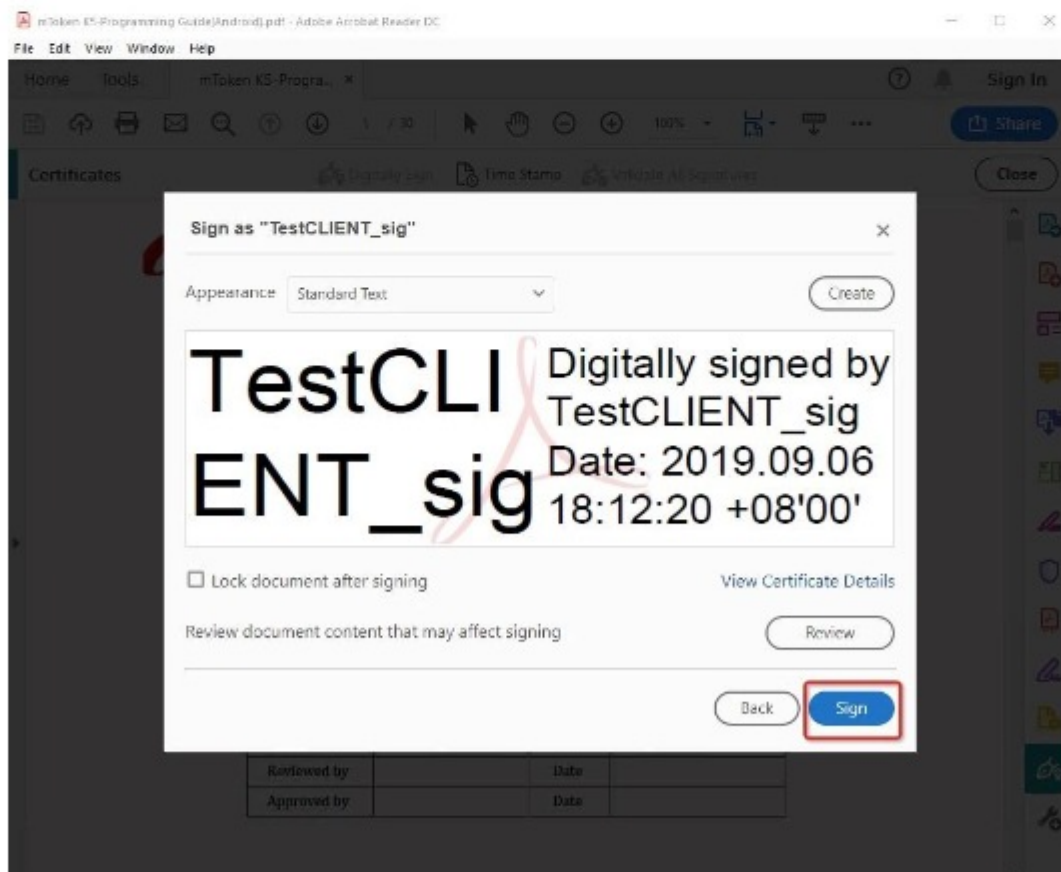 mToken K5-Programming Guide(Android).pdf - Adobe Acrobat Reader DC
File Edit View Window Help
Home Tools mToken K5-Progra... × Sign In
1 / 30 100% Share
Certificates Digitally Sign Time Stamp Validate All Signatures Close
Sign as "TestCLIENT_sig"
Appearance Standard Text Create
TestCLI
ENT_sig
Digitally signed by
TestCLIENT_sig
Date: 2019.09.06
18:12:20 +08'00'
Lock document after signing View Certificate Details
Review document content that may affect signing Review
Back Sign
Reviewed by Date
Approved by Date